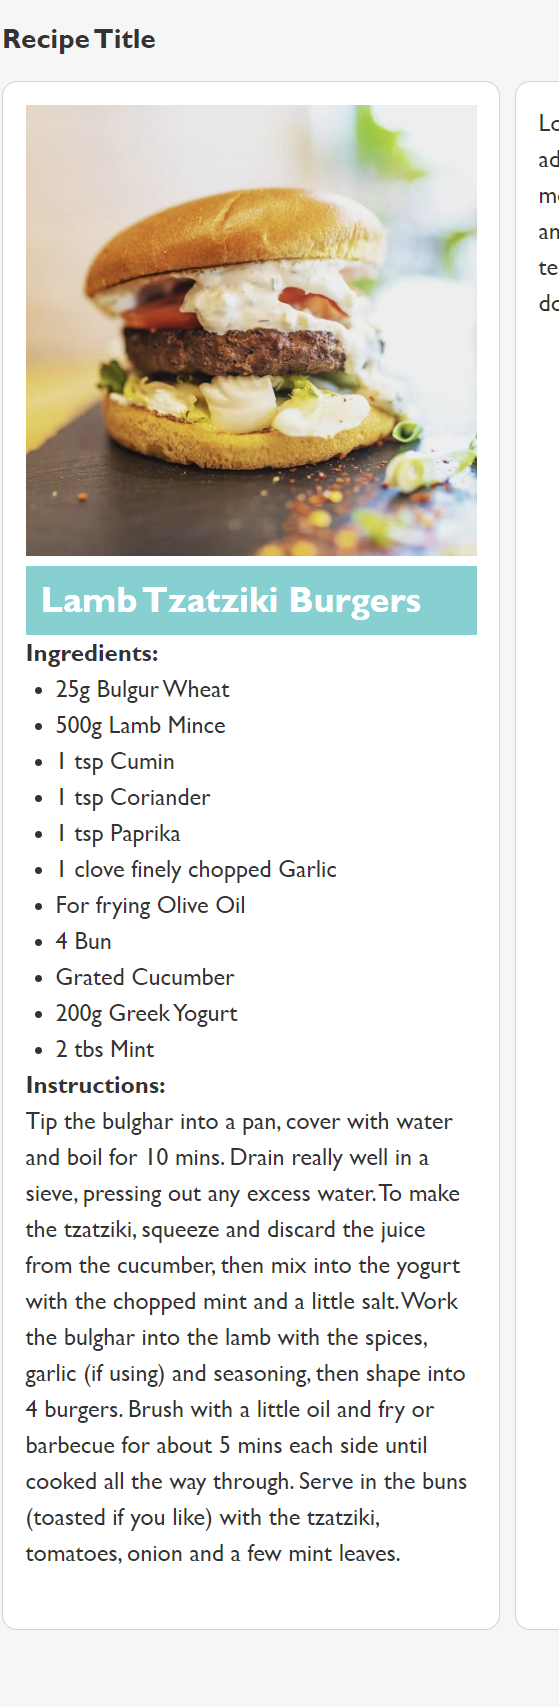 Recipe Title
Lamb Tzatziki Burgers
Ingredients:
25g Bulgur Wheat
500g Lamb Mince
1 tsp Cumin
1 tsp Coriander
1 tsp Paprika
1 clove finely chopped Garlic
For frying Olive Oil
4 Bun
Grated Cucumber
200g Greek Yogurt
2 tbs Mint
Instructions:
Tip the bulghar into a pan, cover with water
and boil for 10 mins. Drain really well in a
sieve, pressing out any excess water. To make
the tzatziki, squeeze and discard the juice
from the cucumber, then mix into the yogurt
with the chopped mint and a little salt. Work
the bulghar into the lamb with the spices,
garlic (if using) and seasoning, then shape into
4 burgers. Brush with a little oil and fry or
barbecue for about 5 mins each side until
cooked all the way through. Serve in the buns
(toasted if you like) with the tzatziki,
tomatoes, onion and a few mint leaves.